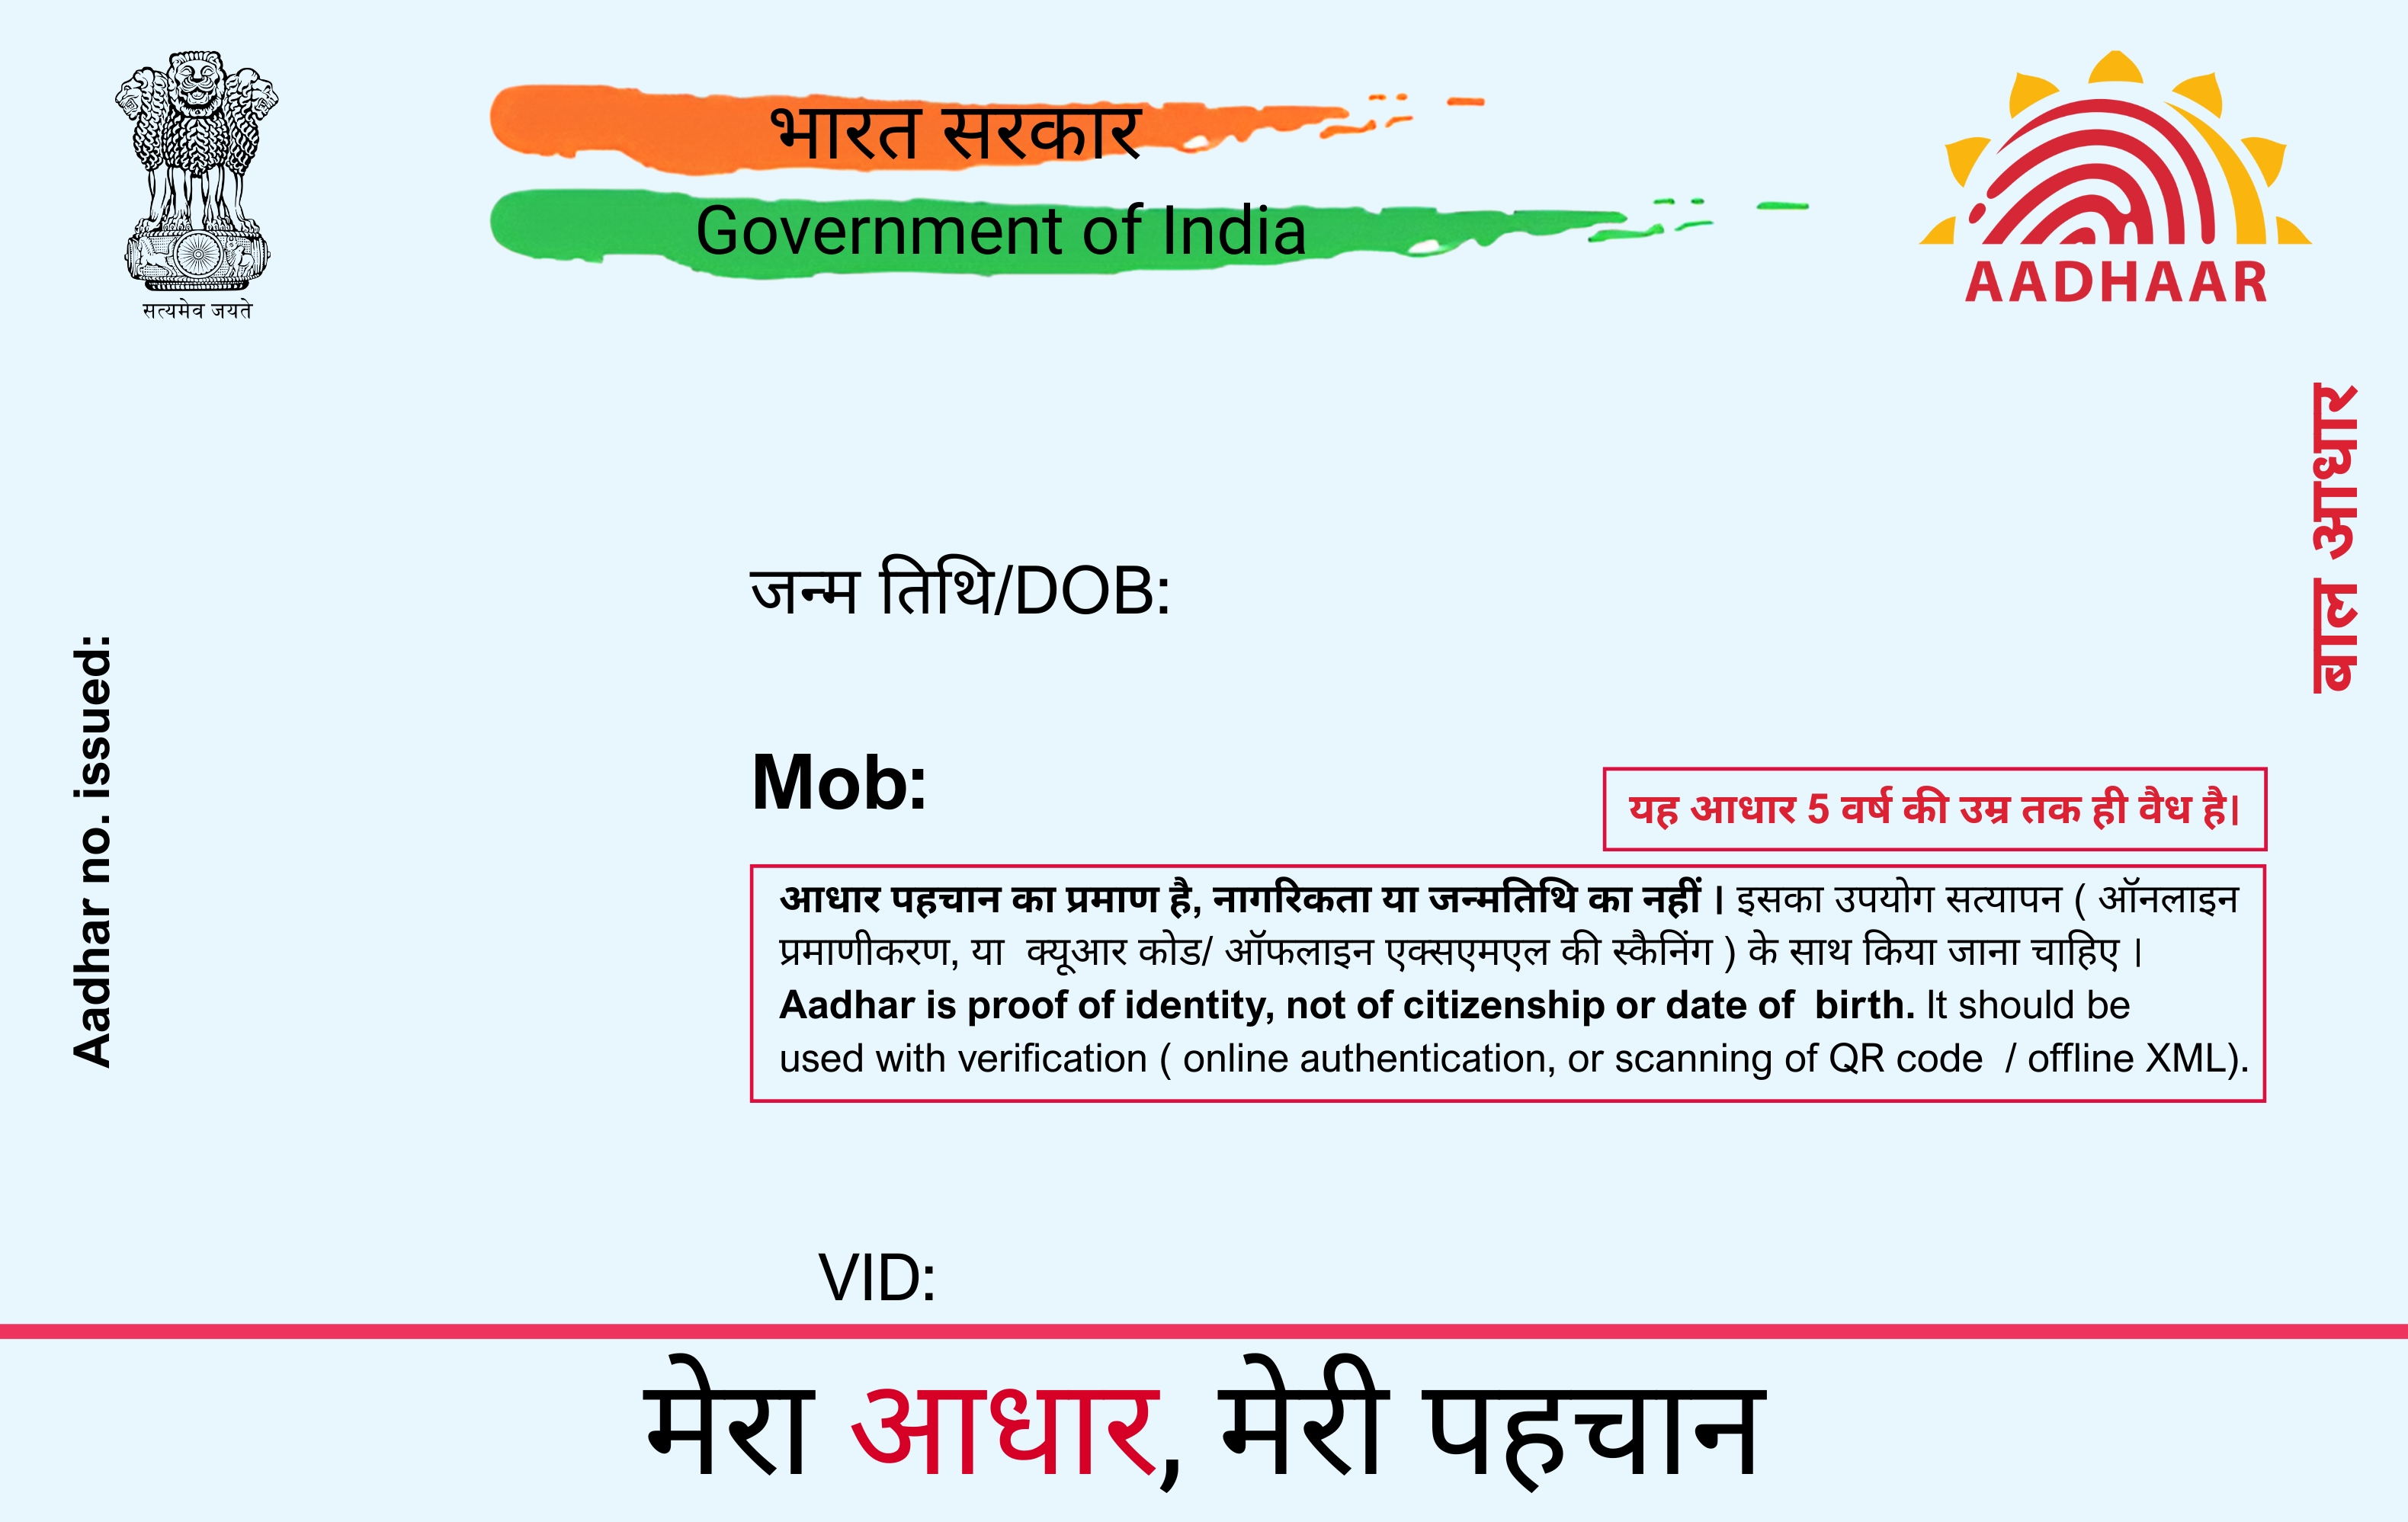 भारत सरकार
Government of India
सत्यमेव जयते
AADHAAR
बाल आधार
जन्म तिथि/DOB:
Aadhar no. issued:
Mob:
यह आधार 5 वर्ष की उम्र तक ही वैध है।
आधार पहचान का प्रमाण है, नागरिकता या जन्मतिथि का नहीं । इसका उपयोग सत्यापन ( ऑनलाइन
प्रमाणीकरण, या क्यूआर कोड/ ऑफलाइन एक्सएमएल की स्कैनिंग ) के साथ किया जाना चाहिए ।
Aadhar is proof of identity, not of citizenship or date of birth. It should be
used with verification ( online authentication, or scanning of QR code / offline XML).
VID:
मेरा आधार, मेरी पहचान